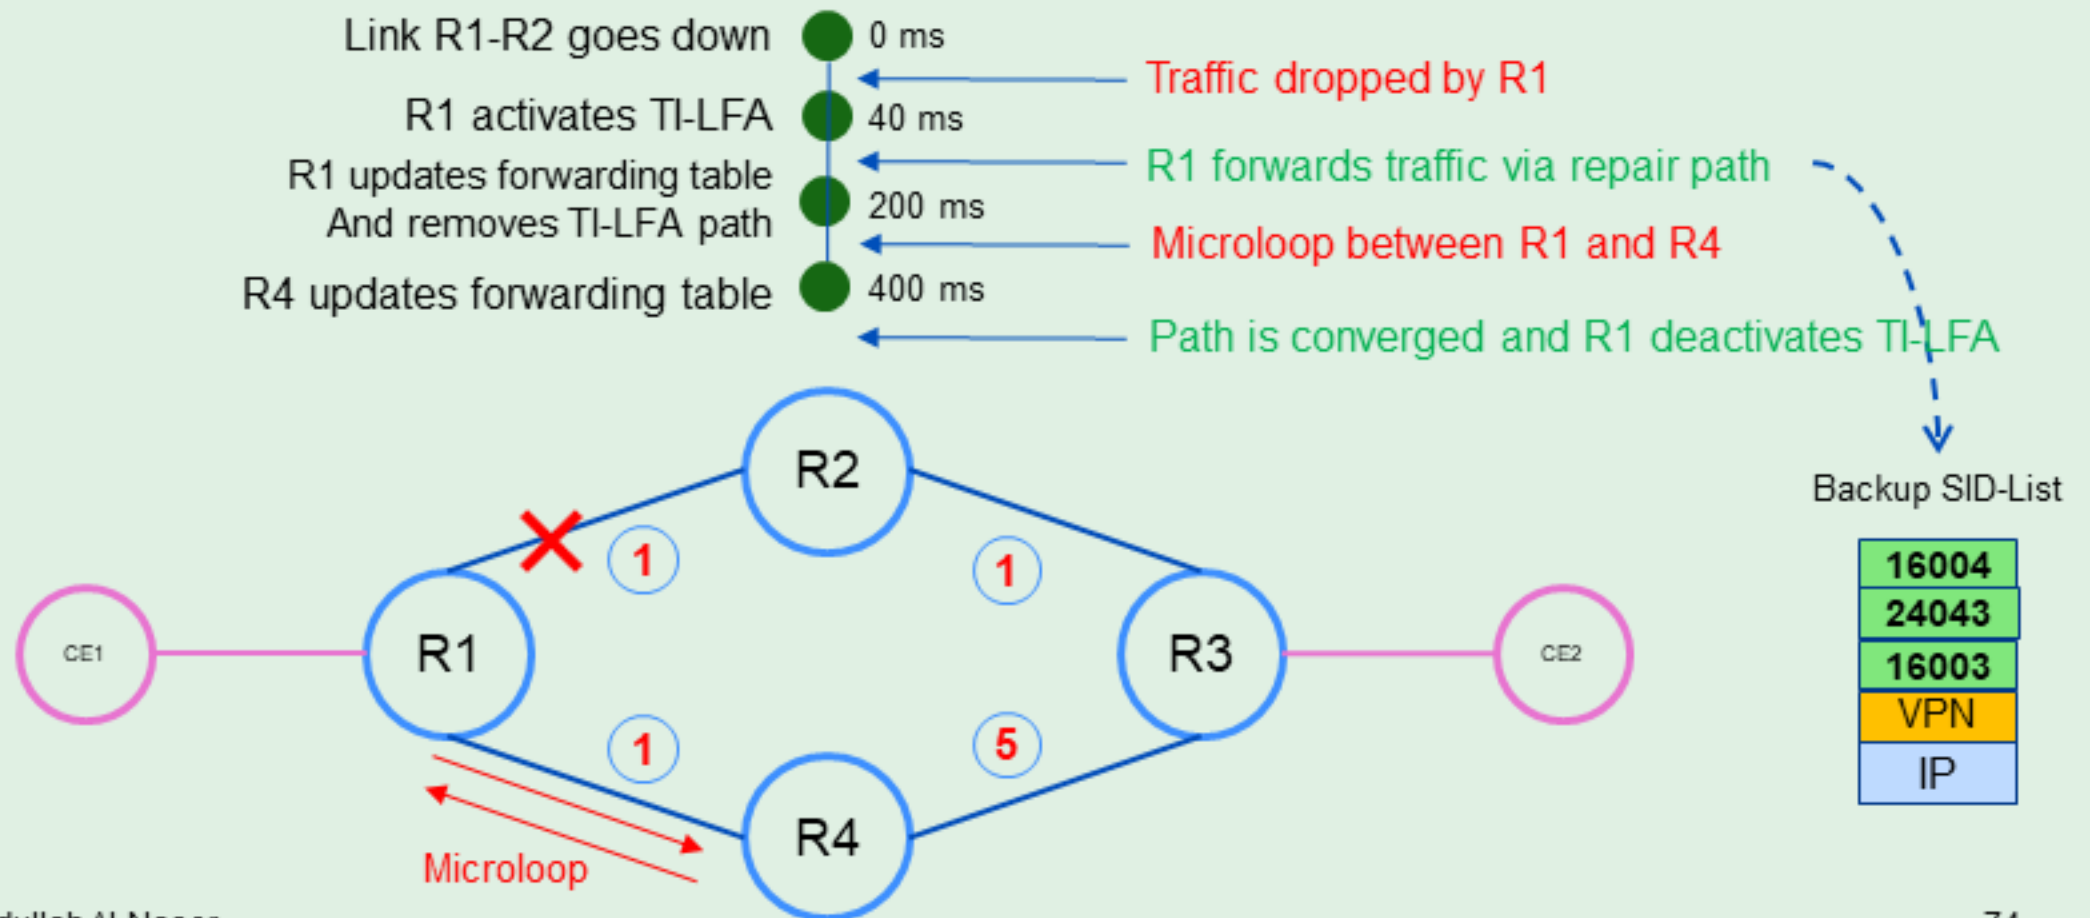 Link R1-R2 goes down
0 ms
Traffic dropped by R1
R1 activates TI-LFA
40 ms
R1 forwards traffic via repair path
R1 updates forwarding table
And removes TI-LFA path
200 ms
Microloop between R1 and R4
R4 updates forwarding table
400 ms
Path is converged and R1 deactivates TI-LFA
R2
Backup SID-List
1
1
16004
24043
16003
VPN
IP
CE1
R1
R3
CE2
1
5
R4
Microloop